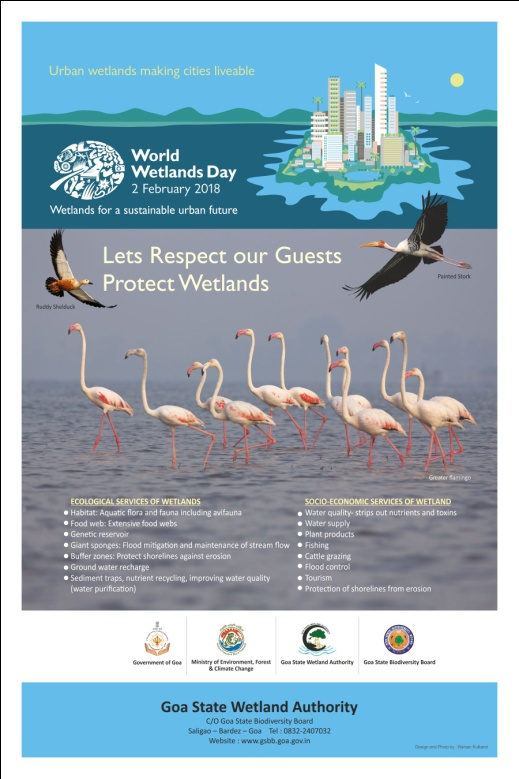 Urban wetlands making cities liveable
World
Wetlands Day
2 February 2018
Wetlands for a sustainable urban future
Lets Respect our Guests
Protect Wetlands
Ruddy Shelduck
Painted Stork
Greater flamingo
ECOLOGICAL SERVICES OF WETLANDS
Habitat: Aquatic flora and fauna including avifauna
Food web: Extensive food webs
Genetic reservoir
Giant sponges: Flood mitigation and maintenance of stream flow
Buffer zones: Protect shorelines against erosion
Ground water recharge
Sediment traps, nutrient recycling, improving water quality
(water purification)
SOCIO-ECONOMIC SERVICES OF WETLAND
Water quality- strips out nutrients and toxins
Water supply
Plant products
Fishing
Cattle grazing
Flood control
Tourism
Protection of shorelines from erosion
Government of Goa
Ministry of Environment, Forest
& Climate Change
Goa State Wetland Authority
Goa State Biodiversity Board
Goa State Wetland Authority
C/O Goa State Biodiversity Board
Saligao – Bardez – Goa Tel : 0832-2407032
Website : www.gsbb.goa.gov.in
Design and Photo by :